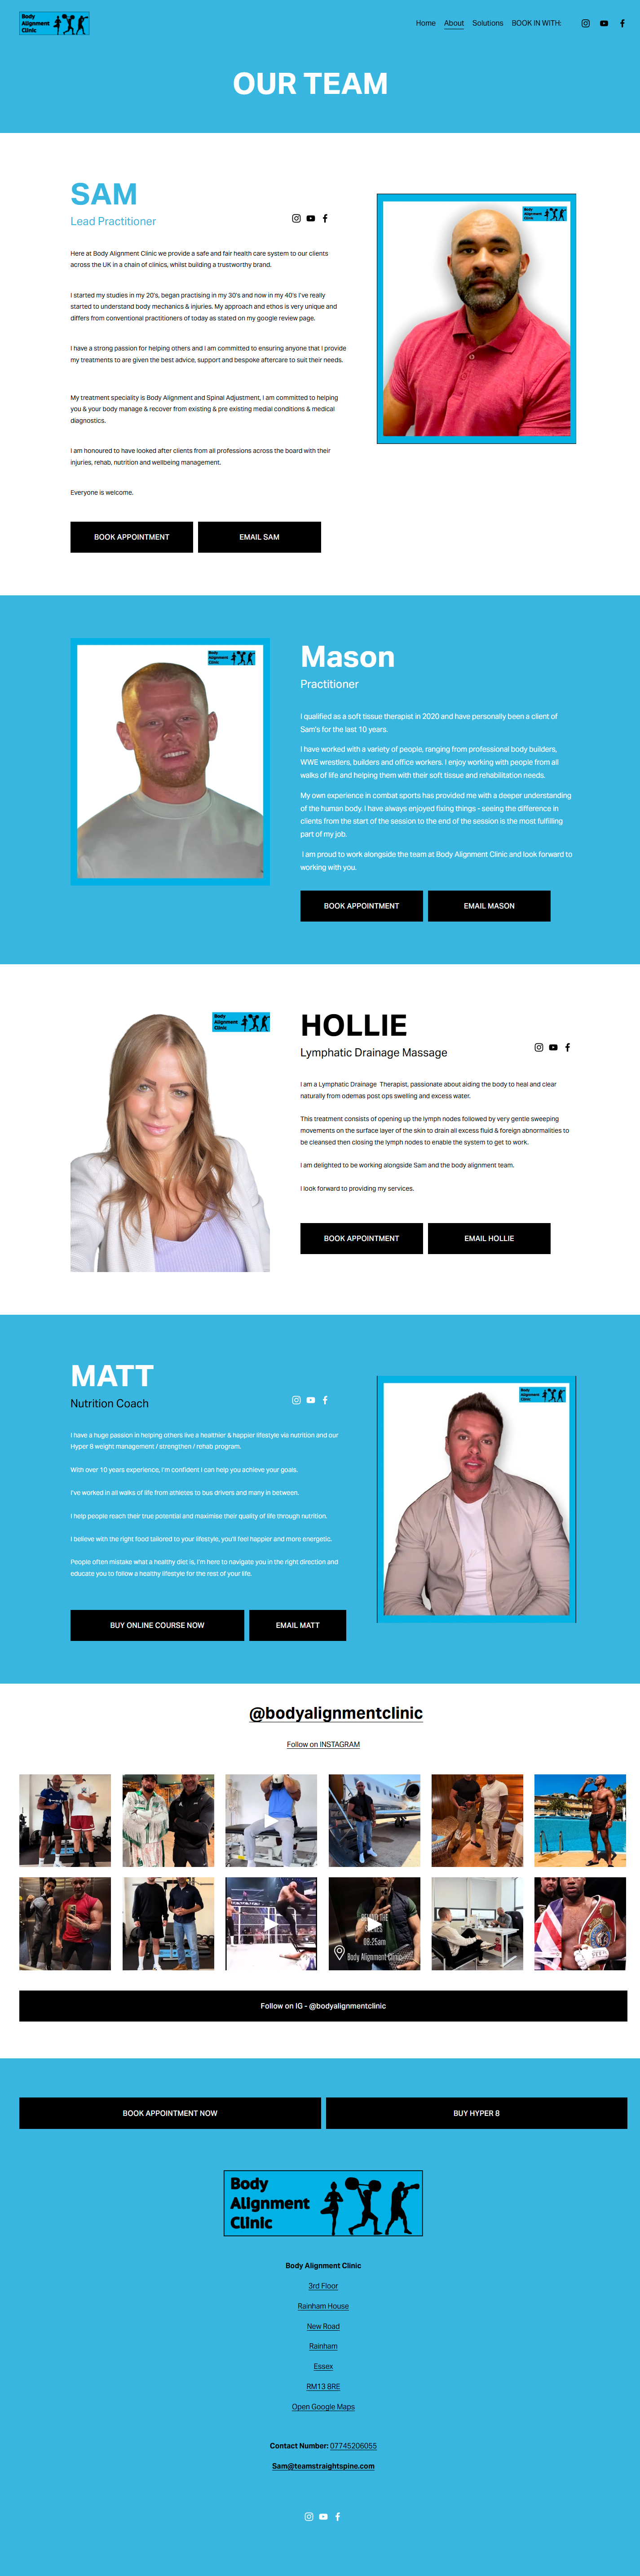 Body
Alignment
Clinic
Home About Solutions BOOK IN WITH:
OUR TEAM
SAM
Lead Practitioner
Here at Body Alignment Clinic we provide a safe and fair health care system to our clients
across the UK in a chain of clinics, whilst building a trustworthy brand.
I started my studies in my 20's, began practising in my 30's and now in my 40's I've really
started to understand body mechanics & injuries. My approach and ethos is very unique and
differs from conventional practitioners of today as stated on my google review page.
I have a strong passion for helping others and I am committed to ensuring anyone that I provide
my treatments to are given the best advice, support and bespoke aftercare to suit their needs.
My treatment speciality is Body Alignment and Spinal Adjustment, I am committed to helping
you & your body manage & recover from existing & pre existing medial conditions & medical
diagnostics.
I am honoured to have looked after clients from all professions across the board with their
injuries, rehab, nutrition and wellbeing management.
Everyone is welcome.
BOOK APPOINTMENT EMAIL SAM
Body
Alignment
Clinic
Body
Alignment
Clinic
Mason
Practitioner
I qualified as a soft tissue therapist in 2020 and have personally been a client of
Sam's for the last 10 years.
I have worked with a variety of people, ranging from professional body builders,
WWE wrestlers, builders and office workers. I enjoy working with people from all
walks of life and helping them with their soft tissue and rehabilitation needs.
My own experience in combat sports has provided me with a deeper understanding
of the human body. I have always enjoyed fixing things - seeing the difference in
clients from the start of the session to the end of the session is the most fulfilling
part of my job.
I am proud to work alongside the team at Body Alignment Clinic and look forward to
working with you.
BOOK APPOINTMENT EMAIL MASON
Body
Alignment
Clinic
HOLLIE
Lymphatic Drainage Massage
I am a Lymphatic Drainage Therapist, passionate about aiding the body to heal and clear
naturally from odemas post ops swelling and excess water.
This treatment consists of opening up the lymph nodes followed by very gentle sweeping
movements on the surface layer of the skin to drain all excess fluid & foreign abnormalities to
be cleansed then closing the lymph nodes to enable the system to get to work.
I am delighted to be working alongside Sam and the body alignment team.
I look forward to providing my services.
BOOK APPOINTMENT EMAIL HOLLIE
MATT
Nutrition Coach
I have a huge passion in helping others live a healthier & happier lifestyle via nutrition and our
Hyper 8 weight management / strengthen / rehab program.
With over 10 years experience, I'm confident I can help you achieve your goals.
I've worked in all walks of life from athletes to bus drivers and many in between.
I help people reach their true potential and maximise their quality of life through nutrition.
I believe with the right food tailored to your lifestyle, you'll feel happier and more energetic.
People often mistake what a healthy diet is, I'm here to navigate you in the right direction and
educate you to follow a healthy lifestyle for the rest of your life.
BUY ONLINE COURSE NOW EMAIL MATT
Body
Alignment
Clinic
@bodyalignmentclinic
Follow on INSTAGRAM
BEHIND THE
08:25am
Body Alignment Clinic
Follow on IG - @bodyalignmentclinic
BOOK APPOINTMENT NOW BUY HYPER 8
Body
Alignment
Clinic
Body Alignment Clinic
3rd Floor
Rainham House
New Road
Rainham
Essex
RM13 8RE
Open Google Maps
Contact Number: 07745206055
Sam@teamstraightspine.com